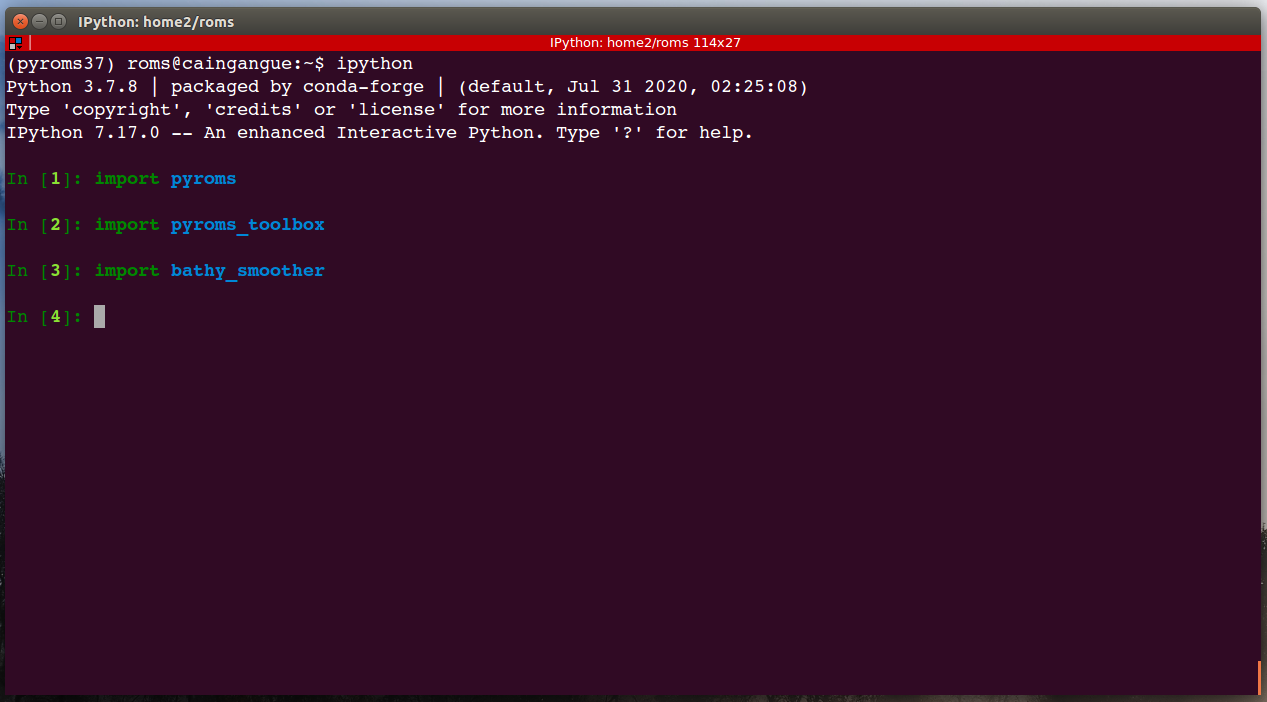 IPython: home2/roms
IPython: home2/roms 114x27
(pyroms37) roms@caingangue:~$ ipython
Python 3.7.8 | packaged by conda-forge | (default, Jul 31 2020, 02:25:08)
Type 'copyright', 'credits' or 'license' for more information
IPython 7.17.0 -- An enhanced Interactive Python. Type '?' for help.
In [1]: import pyroms
In [2]: import pyroms_toolbox
In [3]: import bathy_smoother
In [4]: